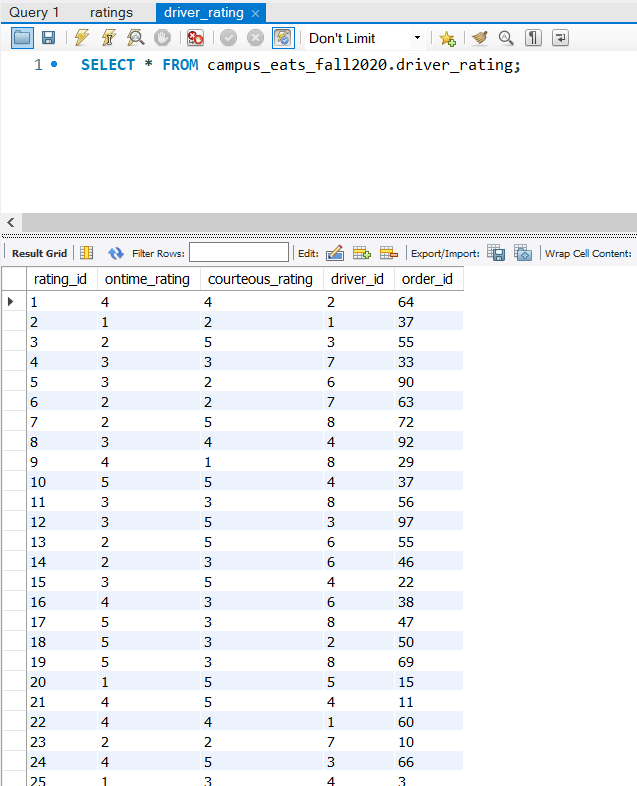 Query 1 ratings driver_rating
Don't Limit
1 SELECT * FROM campus_eats_fall2020.driver_rating;
Result Grid Filter Rows: Edit: Export/Import: Wrap Cell Content:
rating_id ontime_rating courteous_rating driver_id order_id
1 4 4 2 64
2 1 2 1 37
3 2 5 3 55
4 3 3 7 33
5 3 2 6 90
6 2 2 7 63
7 2 5 8 72
8 3 4 4 92
9 4 1 8 29
10 5 5 4 37
11 3 3 8 56
12 3 5 3 97
13 2 5 6 55
14 2 3 6 46
15 3 5 4 22
16 4 3 6 38
17 5 3 8 47
18 5 3 2 50
19 5 3 8 69
20 1 5 5 15
21 4 5 4 11
22 4 4 1 60
23 2 2 7 10
24 4 5 3 66
25 1 3 4 3